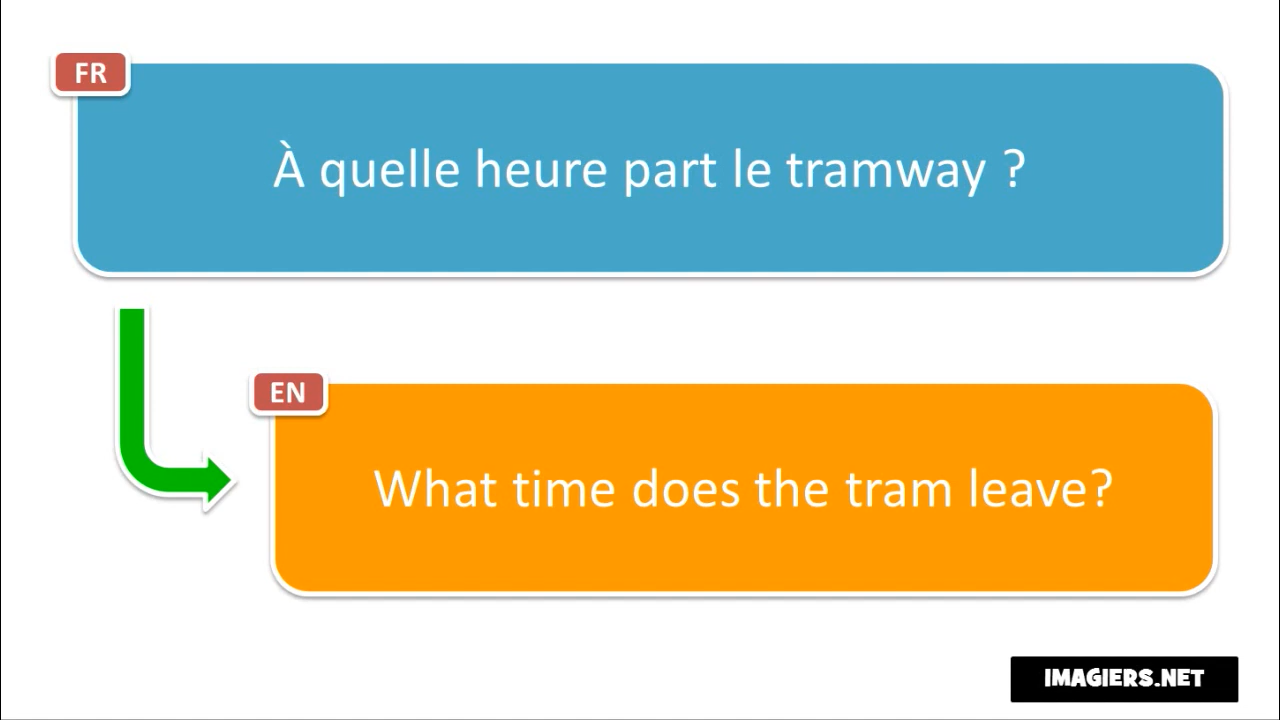 FR
À quelle heure part le tramway ?
EN
What time does the tram leave?
IMAGIERS.NET